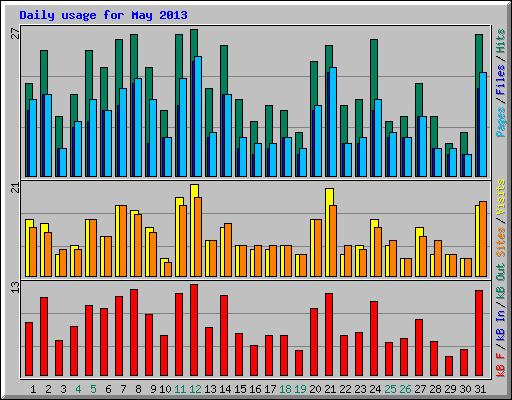 Daily usage for May 2013
27
Pages / Files / Hits
21
Sites / Visits
13
kB F / kB In / kB Out
1 2 3 4 5 6 7 8 9 10 11 12 13 14 15 16 17 18 19 20 21 22 23 24 25 26 27 28 29 30 31